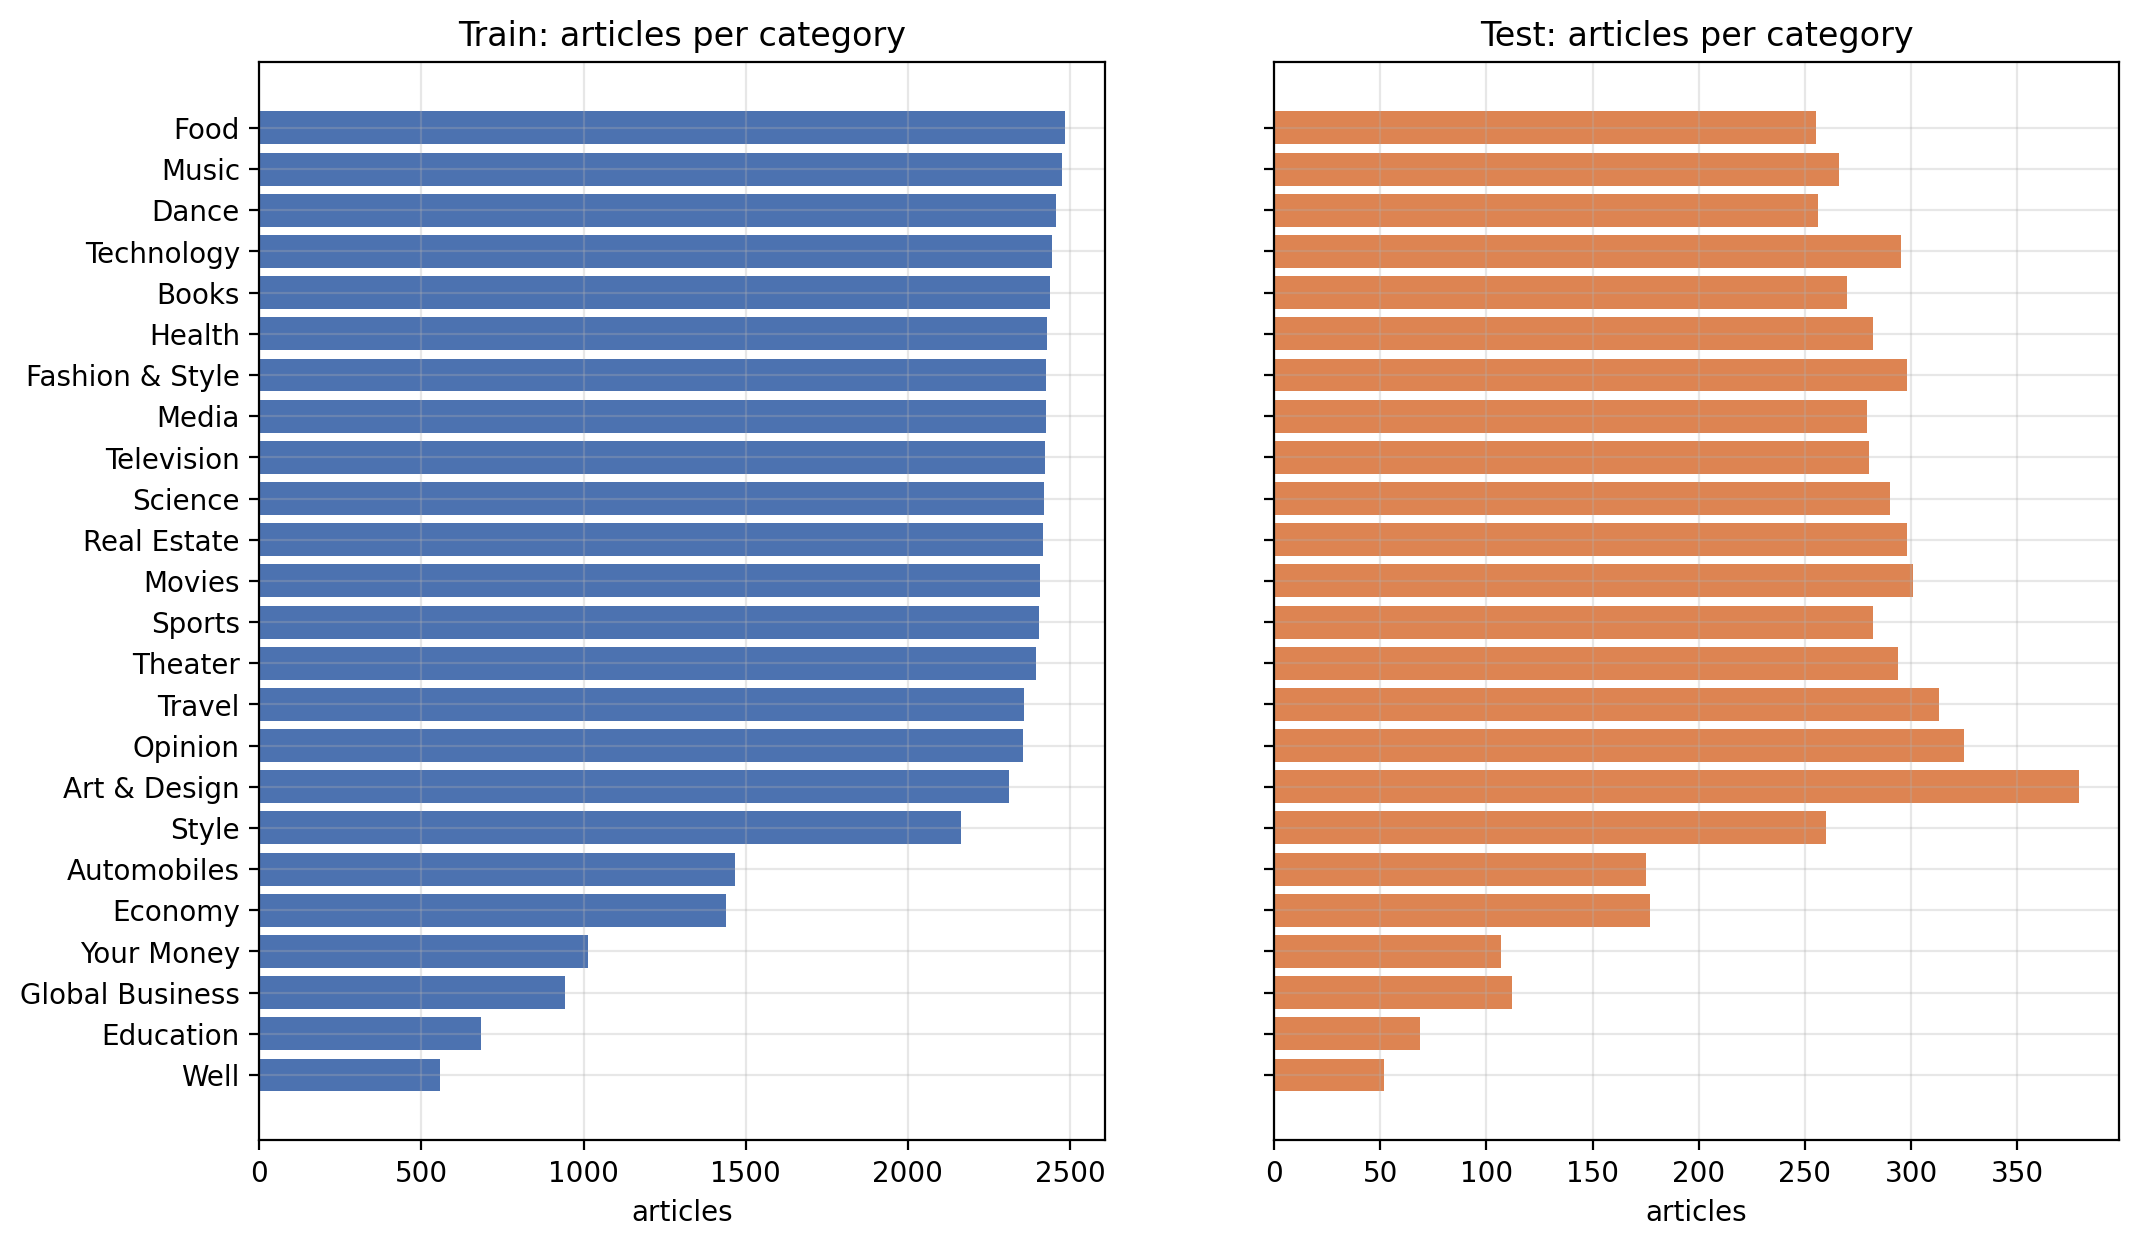 Train: articles per category
Food
Music
Dance
Technology
Books
Health
Fashion & Style
Media
Television
Science
Real Estate
Movies
Sports
Theater
Travel
Opinion
Art & Design
Style
Automobiles
Economy
Your Money
Global Business
Education
Well
0 500 1000 1500 2000 2500
articles
Test: articles per category
0 50 100 150 200 250 300 350
articles